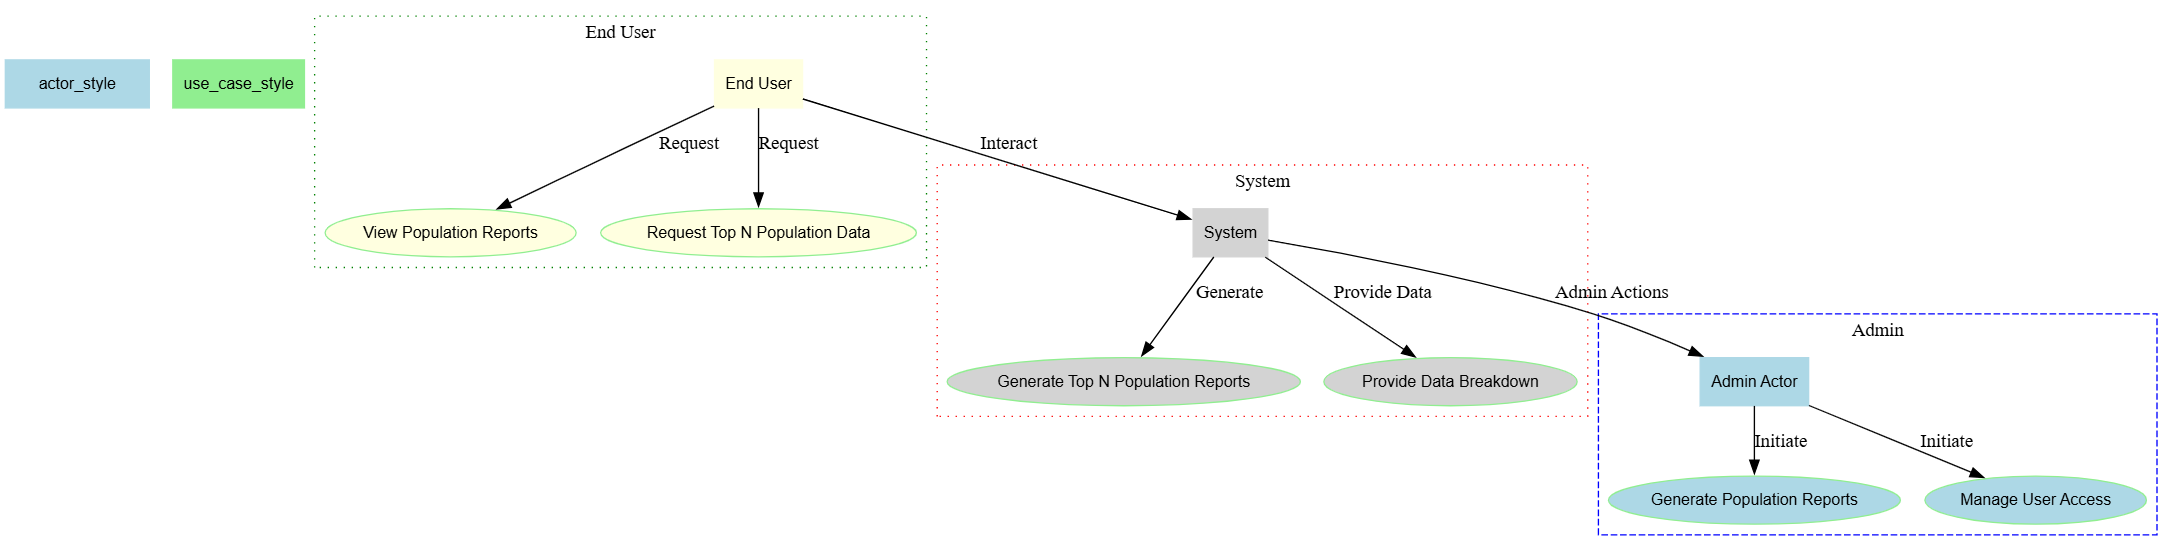 End User
actor_style
use_case_style
End User
Request
Request
Interact
System
View Population Reports
Request Top N Population Data
System
Generate
Provide Data
Admin Actions
Admin
Generate Top N Population Reports
Provide Data Breakdown
Admin Actor
Initiate
Initiate
Generate Population Reports
Manage User Access